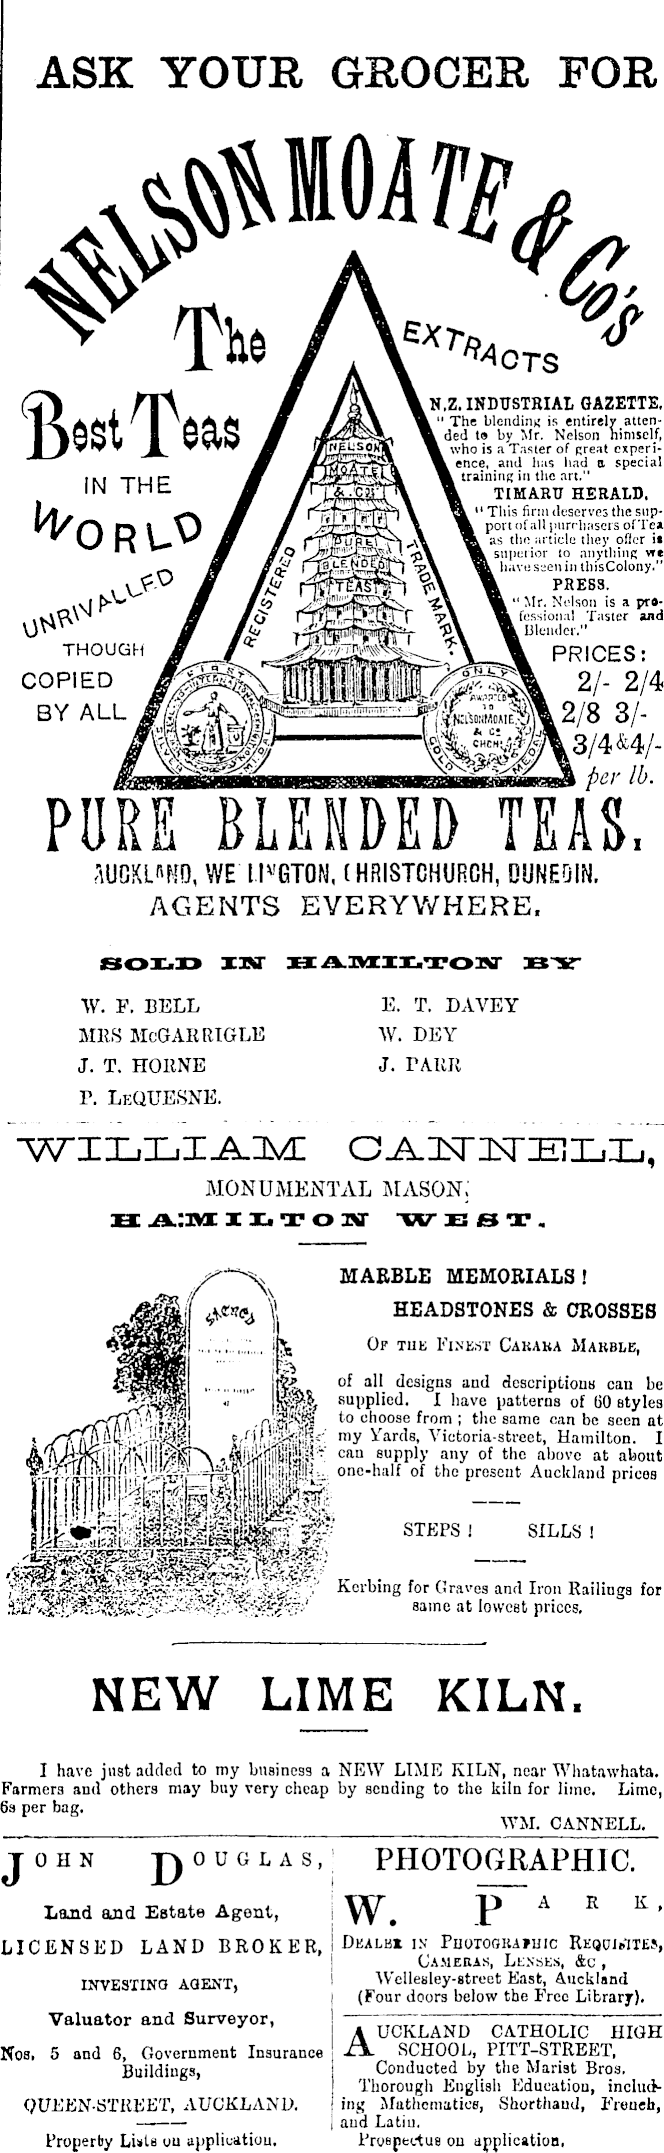 ASK YOUR GROCER FOR
NELSON MOATE & Co's
The
Best Teas
IN THE
WORLD
UNRIVALLED
THOUGH
COPIED
BY ALL
REGISTERED
TRADE MARK.
NELSON
MOATE
& Co's
PURE
BLENDED
TEAS
FIRST
SILVER MEDAL
ONLY
GOLD MEDAL
AWARDED
TO
NELSON MOATE
& Co
CHCH
EXTRACTS
N.Z. INDUSTRIAL GAZETTE.
"The blending is entirely atten-
ded to by Mr. Nelson himself,
who is a Taster of great experi-
ence, and has had a special
training in the art."
TIMARU HERALD.
"This firm deserves the sup-
port of all purchasers of Tea
as the article they offer is
superior to anything we
have seen in this Colony."
PRESS.
"Mr. Nelson is a pro-
fessional Taster and
Blender."
PRICES:
2/- 2/4
2/8 3/-
3/4 & 4/-
per lb.
PURE BLENDED TEAS.
AUCKLAND, WELLINGTON, CHRISTCHURCH, DUNEDIN.
AGENTS EVERYWHERE.
SOLD IN HAMILTON BY
W. F. BELL
MRS McGARRIGLE
J. T. HORNE
P. LeQUESNE.
E. T. DAVEY
W. DEY
J. PARR
WILLIAM CANNELL,
MONUMENTAL MASON,
HAMILTON WEST.
SACRED
MARBLE MEMORIALS!
HEADSTONES & CROSSES
Of the Finest Carara Marble,
of all designs and descriptions can be
supplied. I have patterns of 60 styles
to choose from; the same can be seen at
my Yards, Victoria-street, Hamilton. I
can supply any of the above at about
one-half of the present Auckland prices
STEPS! SILLS!
Kerbing for Graves and Iron Railings for
same at lowest prices.
NEW LIME KILN.
I have just added to my business a NEW LIME KILN, near Whatawhata.
Farmers and others may buy very cheap by sending to the kiln for lime. Lime,
6s per bag.
WM. CANNELL.
JOHN DOUGLAS,
Land and Estate Agent,
LICENSED LAND BROKER,
INVESTING AGENT,
Valuator and Surveyor,
Nos. 5 and 6, Government Insurance
Buildings,
QUEEN-STREET, AUCKLAND.
Property Lists on application.
PHOTOGRAPHIC.
W. PARK,
Dealer in Photographic Requisites,
Cameras, Lenses, &c,
Wellesley-street East, Auckland
(Four doors below the Free Library).
AUCKLAND CATHOLIC HIGH
SCHOOL, PITT-STREET,
Conducted by the Marist Bros.
Thorough English Education, includ-
ing Mathematics, Shorthand, French,
and Latin.
Prospectus on application.